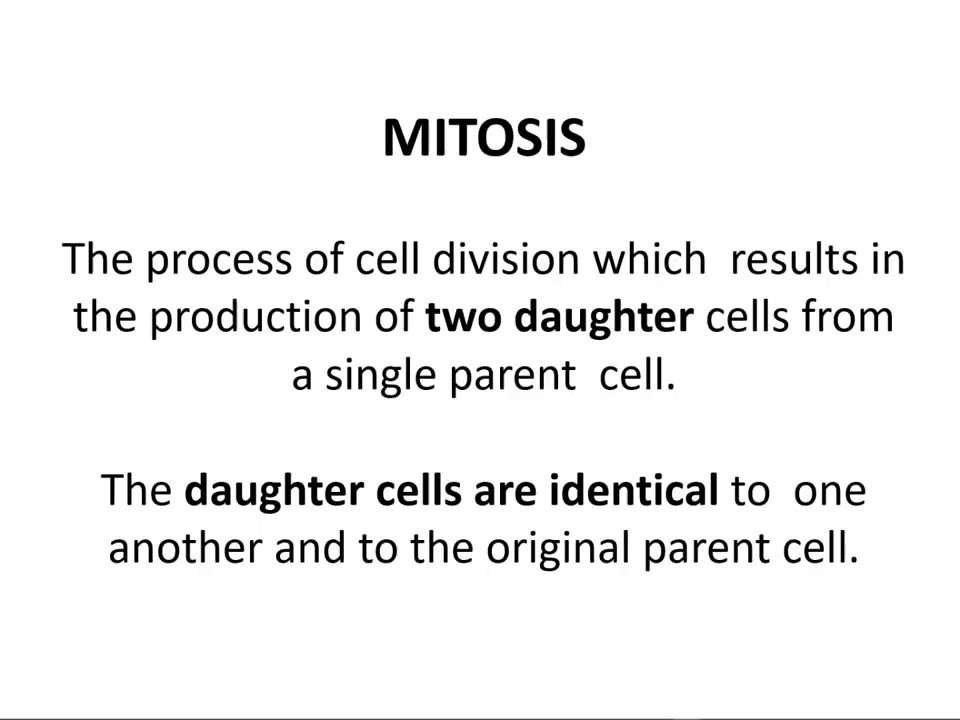 MITOSIS
The process of cell division which results in
the production of two daughter cells from
a single parent cell.
The daughter cells are identical to one
another and to the original parent cell.